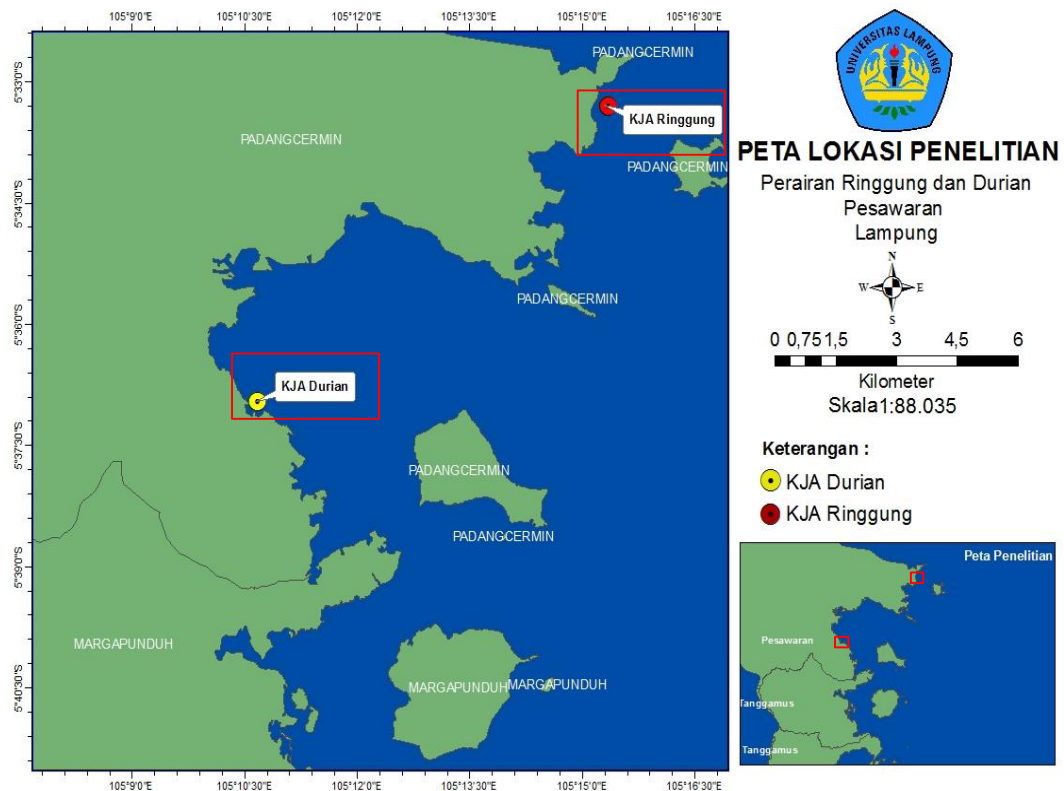 105°9'0"E 105°10'30"E 105°12'0"E 105°13'30"E 105°15'0"E 105°16'30"E
5°33'0"S
5°34'30"S
5°36'0"S
5°37'30"S
5°39'0"S
5°40'30"S
PADANGCERMIN
KJA Ringgung
PADANGCERMIN
PADANGCERMIN
PADANGCERMIN
KJA Durian
PADANGCERMIN
PADANGCERMIN
MARGAPUNDUH
MARGAPUNDUH MARGAPUNDUH
105°9'0"E 105°10'30"E 105°12'0"E 105°13'30"E 105°15'0"E 105°16'30"E
UNIVERSITAS LAMPUNG
PETA LOKASI PENELITIAN
Perairan Ringgung dan Durian
Pesawaran
Lampung
N
W E
S
0 0,75 1,5 3 4,5 6
Kilometer
Skala1:88.035
Keterangan :
KJA Durian
KJA Ringgung
Peta Penelitian
Pesawaran
Tanggamus
Tanggamus